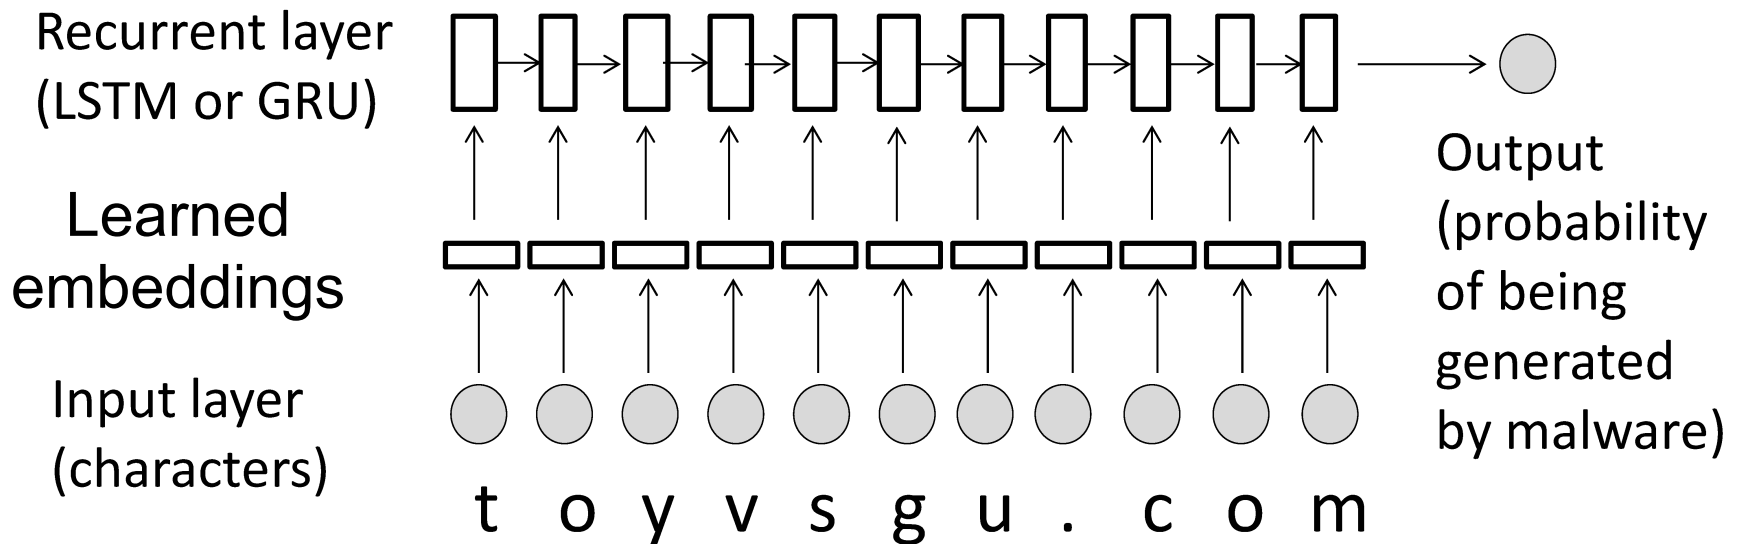 Recurrent layer
(LSTM or GRU)
Learned
embeddings
Input layer
(characters)
t o y v s g u . c o m
Output
(probability
of being
generated
by malware)